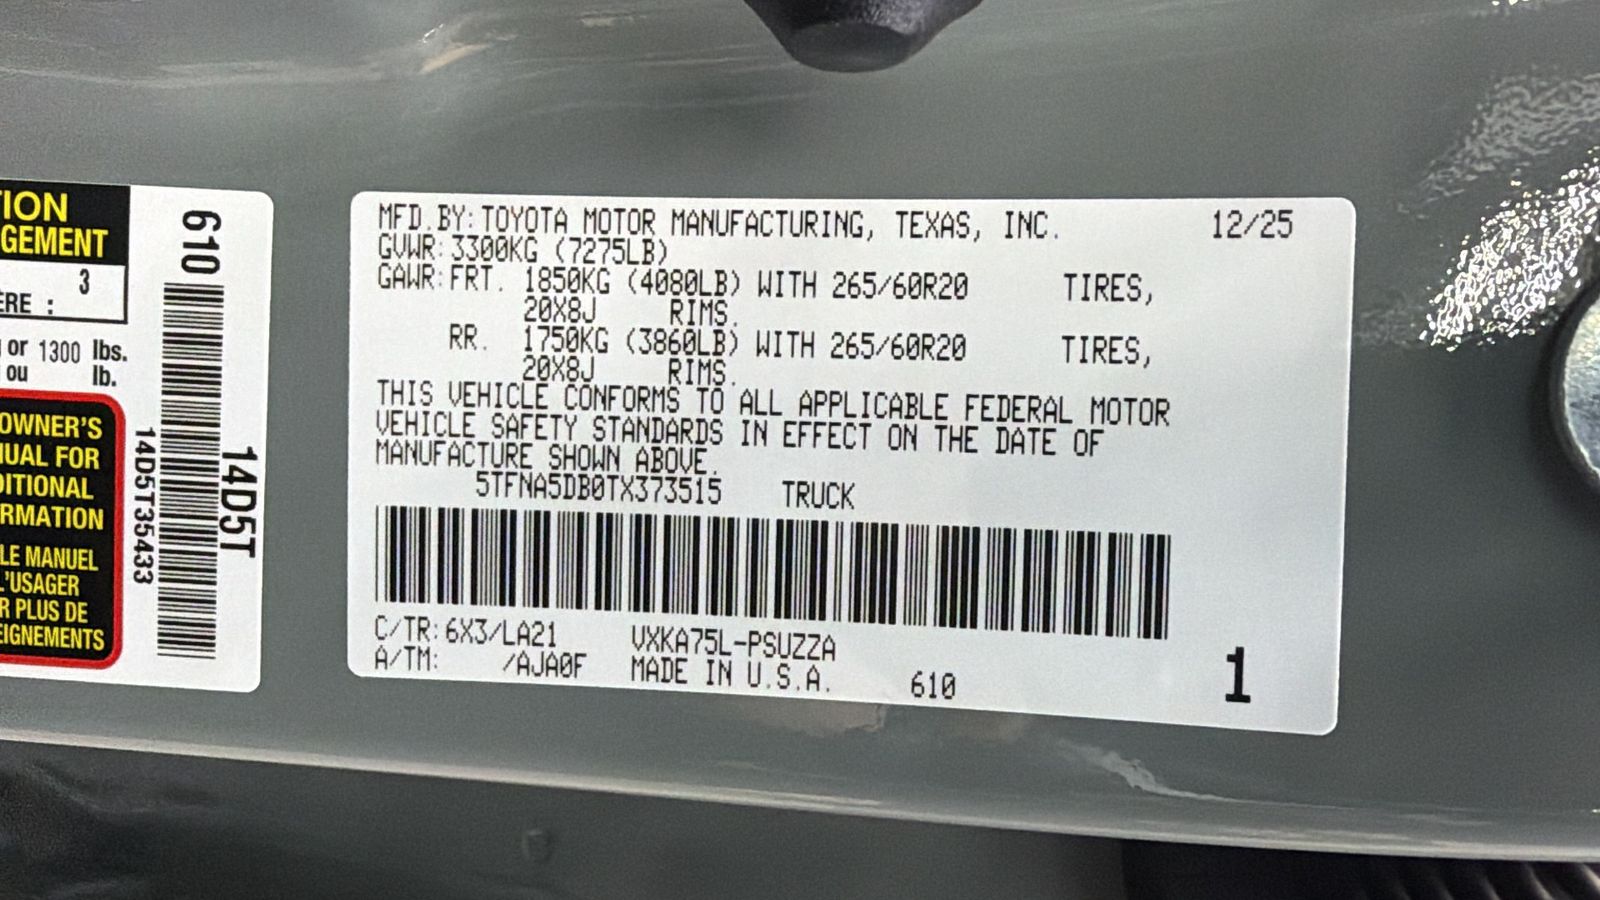 TION
GEMENT
3
ÈRE :
or 1300 lbs.
ou lb.
OWNER'S
UAL FOR
DITIONAL
RMATION
LE MANUEL
L'USAGER
R PLUS DE
EIGNEMENTS
610
14D5T
14D5T35433
MFD.BY:TOYOTA MOTOR MANUFACTURING, TEXAS, INC. 12/25
GVWR:3300KG (7275LB)
GAWR:FRT. 1850KG (4080LB) WITH 265/60R20 TIRES,
20X8J RIMS.
RR. 1750KG (3860LB) WITH 265/60R20 TIRES,
20X8J RIMS.
THIS VEHICLE CONFORMS TO ALL APPLICABLE FEDERAL MOTOR
VEHICLE SAFETY STANDARDS IN EFFECT ON THE DATE OF
MANUFACTURE SHOWN ABOVE.
5TFNA5DB0TX373515 TRUCK
C/TR:6X3/LA21 VXKA75L-PSUZZA
A/TM: /AJA0F MADE IN U.S.A. 610 1